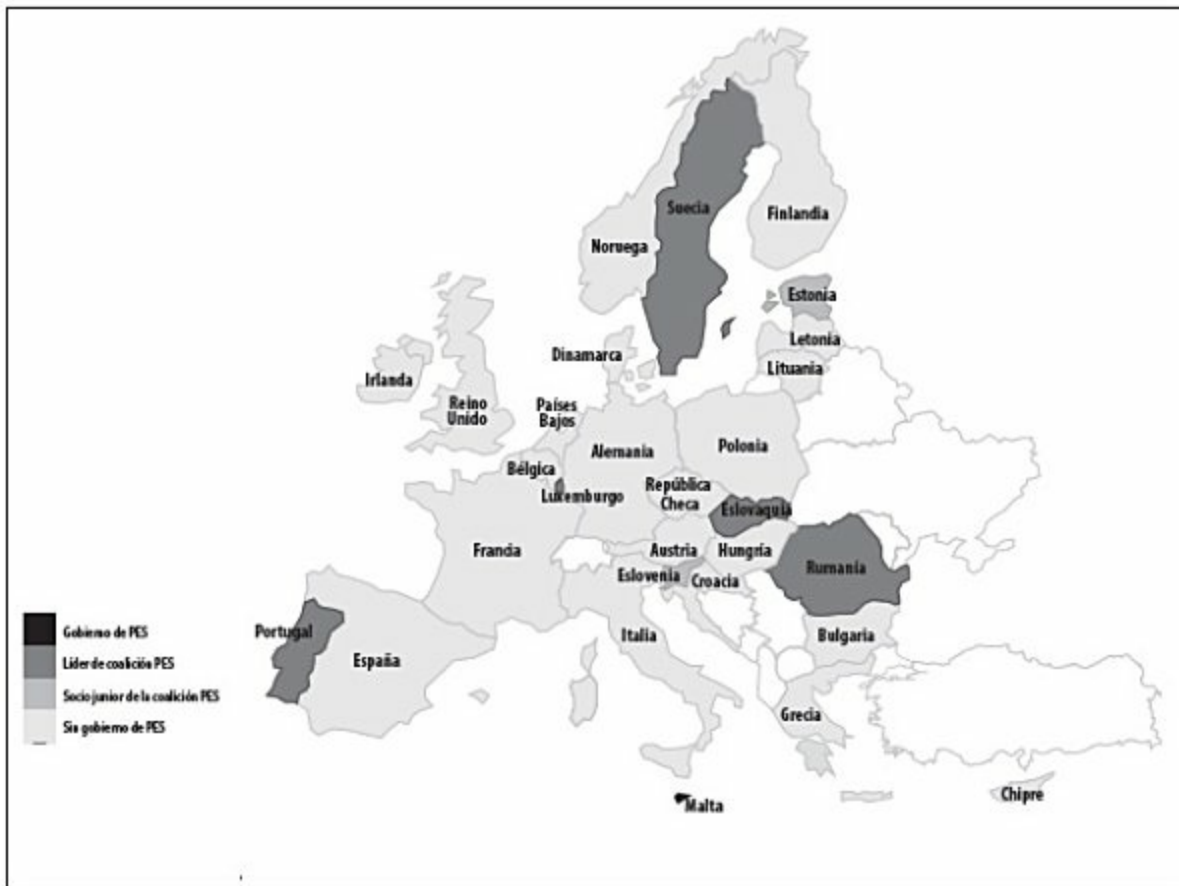 Suecia
Finlandia
Noruega
Estonia
Letonia
Dinamarca
Lituania
Irlanda
Reino
Unido
Países
Bajos
Alemania
Polonia
Bélgica
Luxemburgo
República
Checa
Eslovaquia
Francia
Austria
Hungría
Eslovenia
Croacia
Rumanía
Portugal
España
Italia
Bulgaria
Grecia
Malta
Chipre
Gobierno de PES
Líder de coalición PES
Socio junior de la coalición PES
Sin gobierno de PES